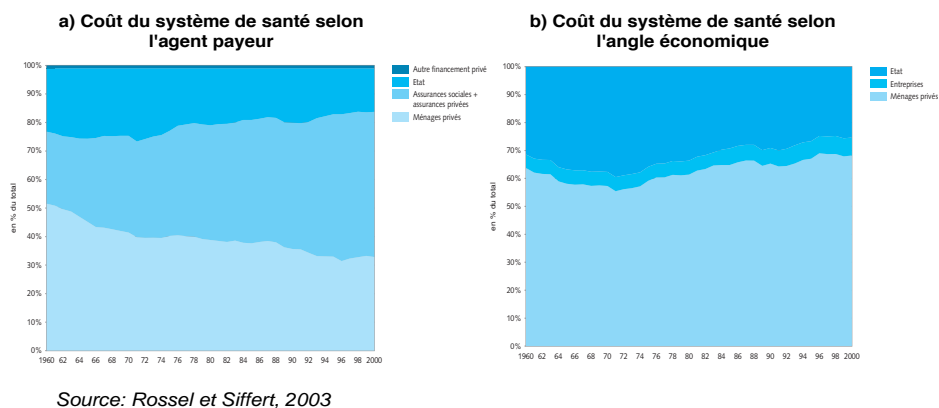 a) Coût du système de santé selon
l'agent payeur
100%
90%
80%
70%
60%
50%
40%
30%
20%
10%
0%
en % du total
1960 62 64 66 68 70 72 74 76 78 80 82 84 86 88 90 92 94 96 98 2000
Autre financement privé
Etat
Assurances sociales +
assurances privées
Ménages privés
b) Coût du système de santé selon
l'angle économique
100%
90%
80%
70%
60%
50%
40%
30%
20%
10%
0%
en % du total
1960 62 64 66 68 70 72 74 76 78 80 82 84 86 88 90 92 94 96 98 2000
Etat
Entreprises
Ménages privés
Source: Rossel et Siffert, 2003